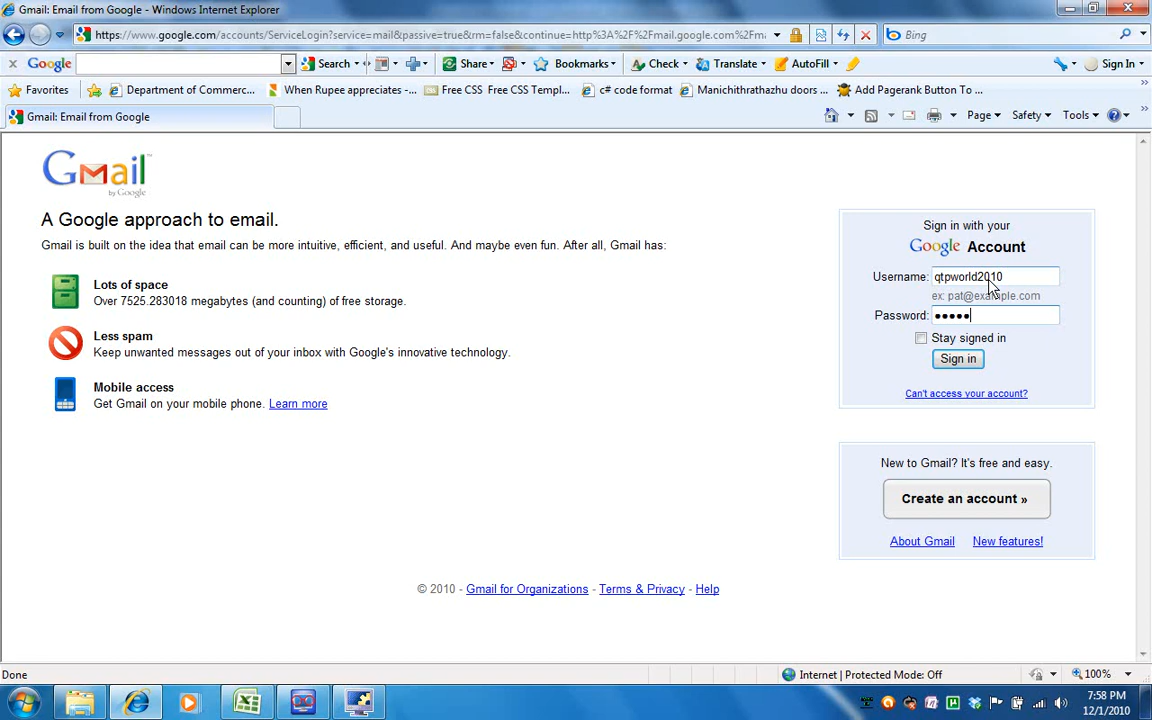 Gmail: Email from Google - Windows Internet Explorer
https://www.google.com/accounts/ServiceLogin?service=mail&passive=true&rm=false&continue=http%3A%2F%2Fmail.google.com%2Fma
Bing
Google Search Share Bookmarks Check Translate AutoFill Sign In
Favorites Department of Commerc... When Rupee appreciates -... Free CSS Free CSS Templ... c# code format Manichithrathazhu doors ... Add Pagerank Button To ...
Gmail: Email from Google Page Safety Tools
Gmail
by Google
A Google approach to email.
Gmail is built on the idea that email can be more intuitive, efficient, and useful. And maybe even fun. After all, Gmail has:
Lots of space
Over 7525.283018 megabytes (and counting) of free storage.
Less spam
Keep unwanted messages out of your inbox with Google's innovative technology.
Mobile access
Get Gmail on your mobile phone. Learn more
Sign in with your
Google Account
Username: qtpworld2010
ex: pat@example.com
Password: •••••
Stay signed in
Sign in
Can't access your account?
New to Gmail? It's free and easy.
Create an account »
About Gmail New features!
© 2010 - Gmail for Organizations - Terms & Privacy - Help
Done Internet | Protected Mode: Off 100%
7:58 PM
12/1/2010